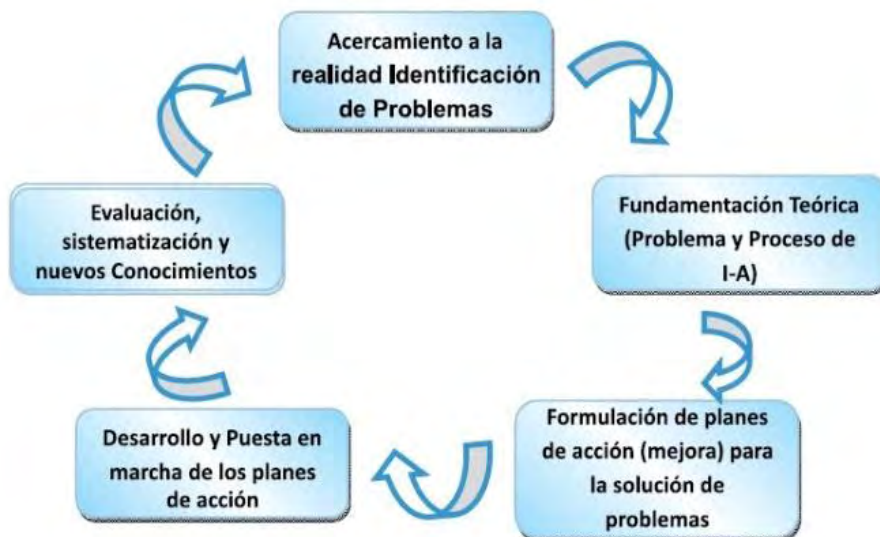 Acercamiento a la
realidad Identificación
de Problemas
Fundamentación Teórica
(Problema y Proceso de
I-A)
Formulación de planes
de acción (mejora) para
la solución de
problemas
Desarrollo y Puesta en
marcha de los planes
de acción
Evaluación,
sistematización y
nuevos Conocimientos